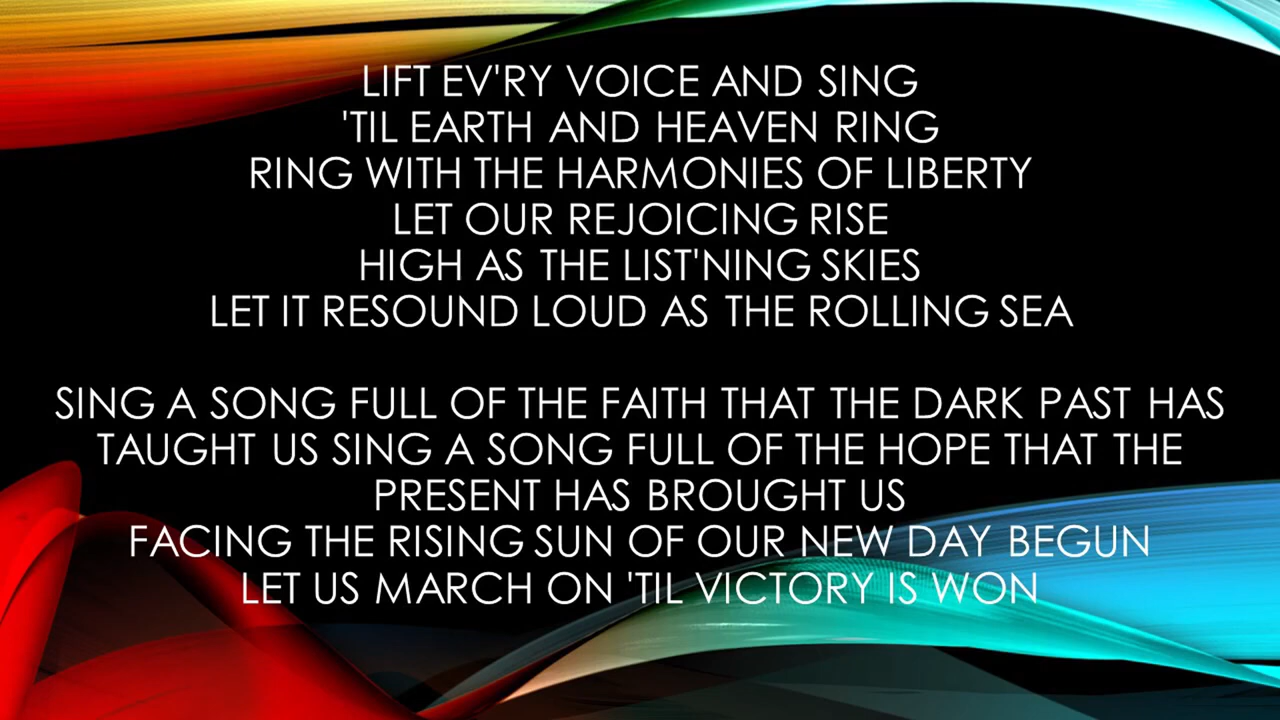 LIFT EV'RY VOICE AND SING
'TIL EARTH AND HEAVEN RING
RING WITH THE HARMONIES OF LIBERTY
LET OUR REJOICING RISE
HIGH AS THE LIST'NING SKIES
LET IT RESOUND LOUD AS THE ROLLING SEA
SING A SONG FULL OF THE FAITH THAT THE DARK PAST HAS
TAUGHT US SING A SONG FULL OF THE HOPE THAT THE
PRESENT HAS BROUGHT US
FACING THE RISING SUN OF OUR NEW DAY BEGUN
LET US MARCH ON 'TIL VICTORY IS WON